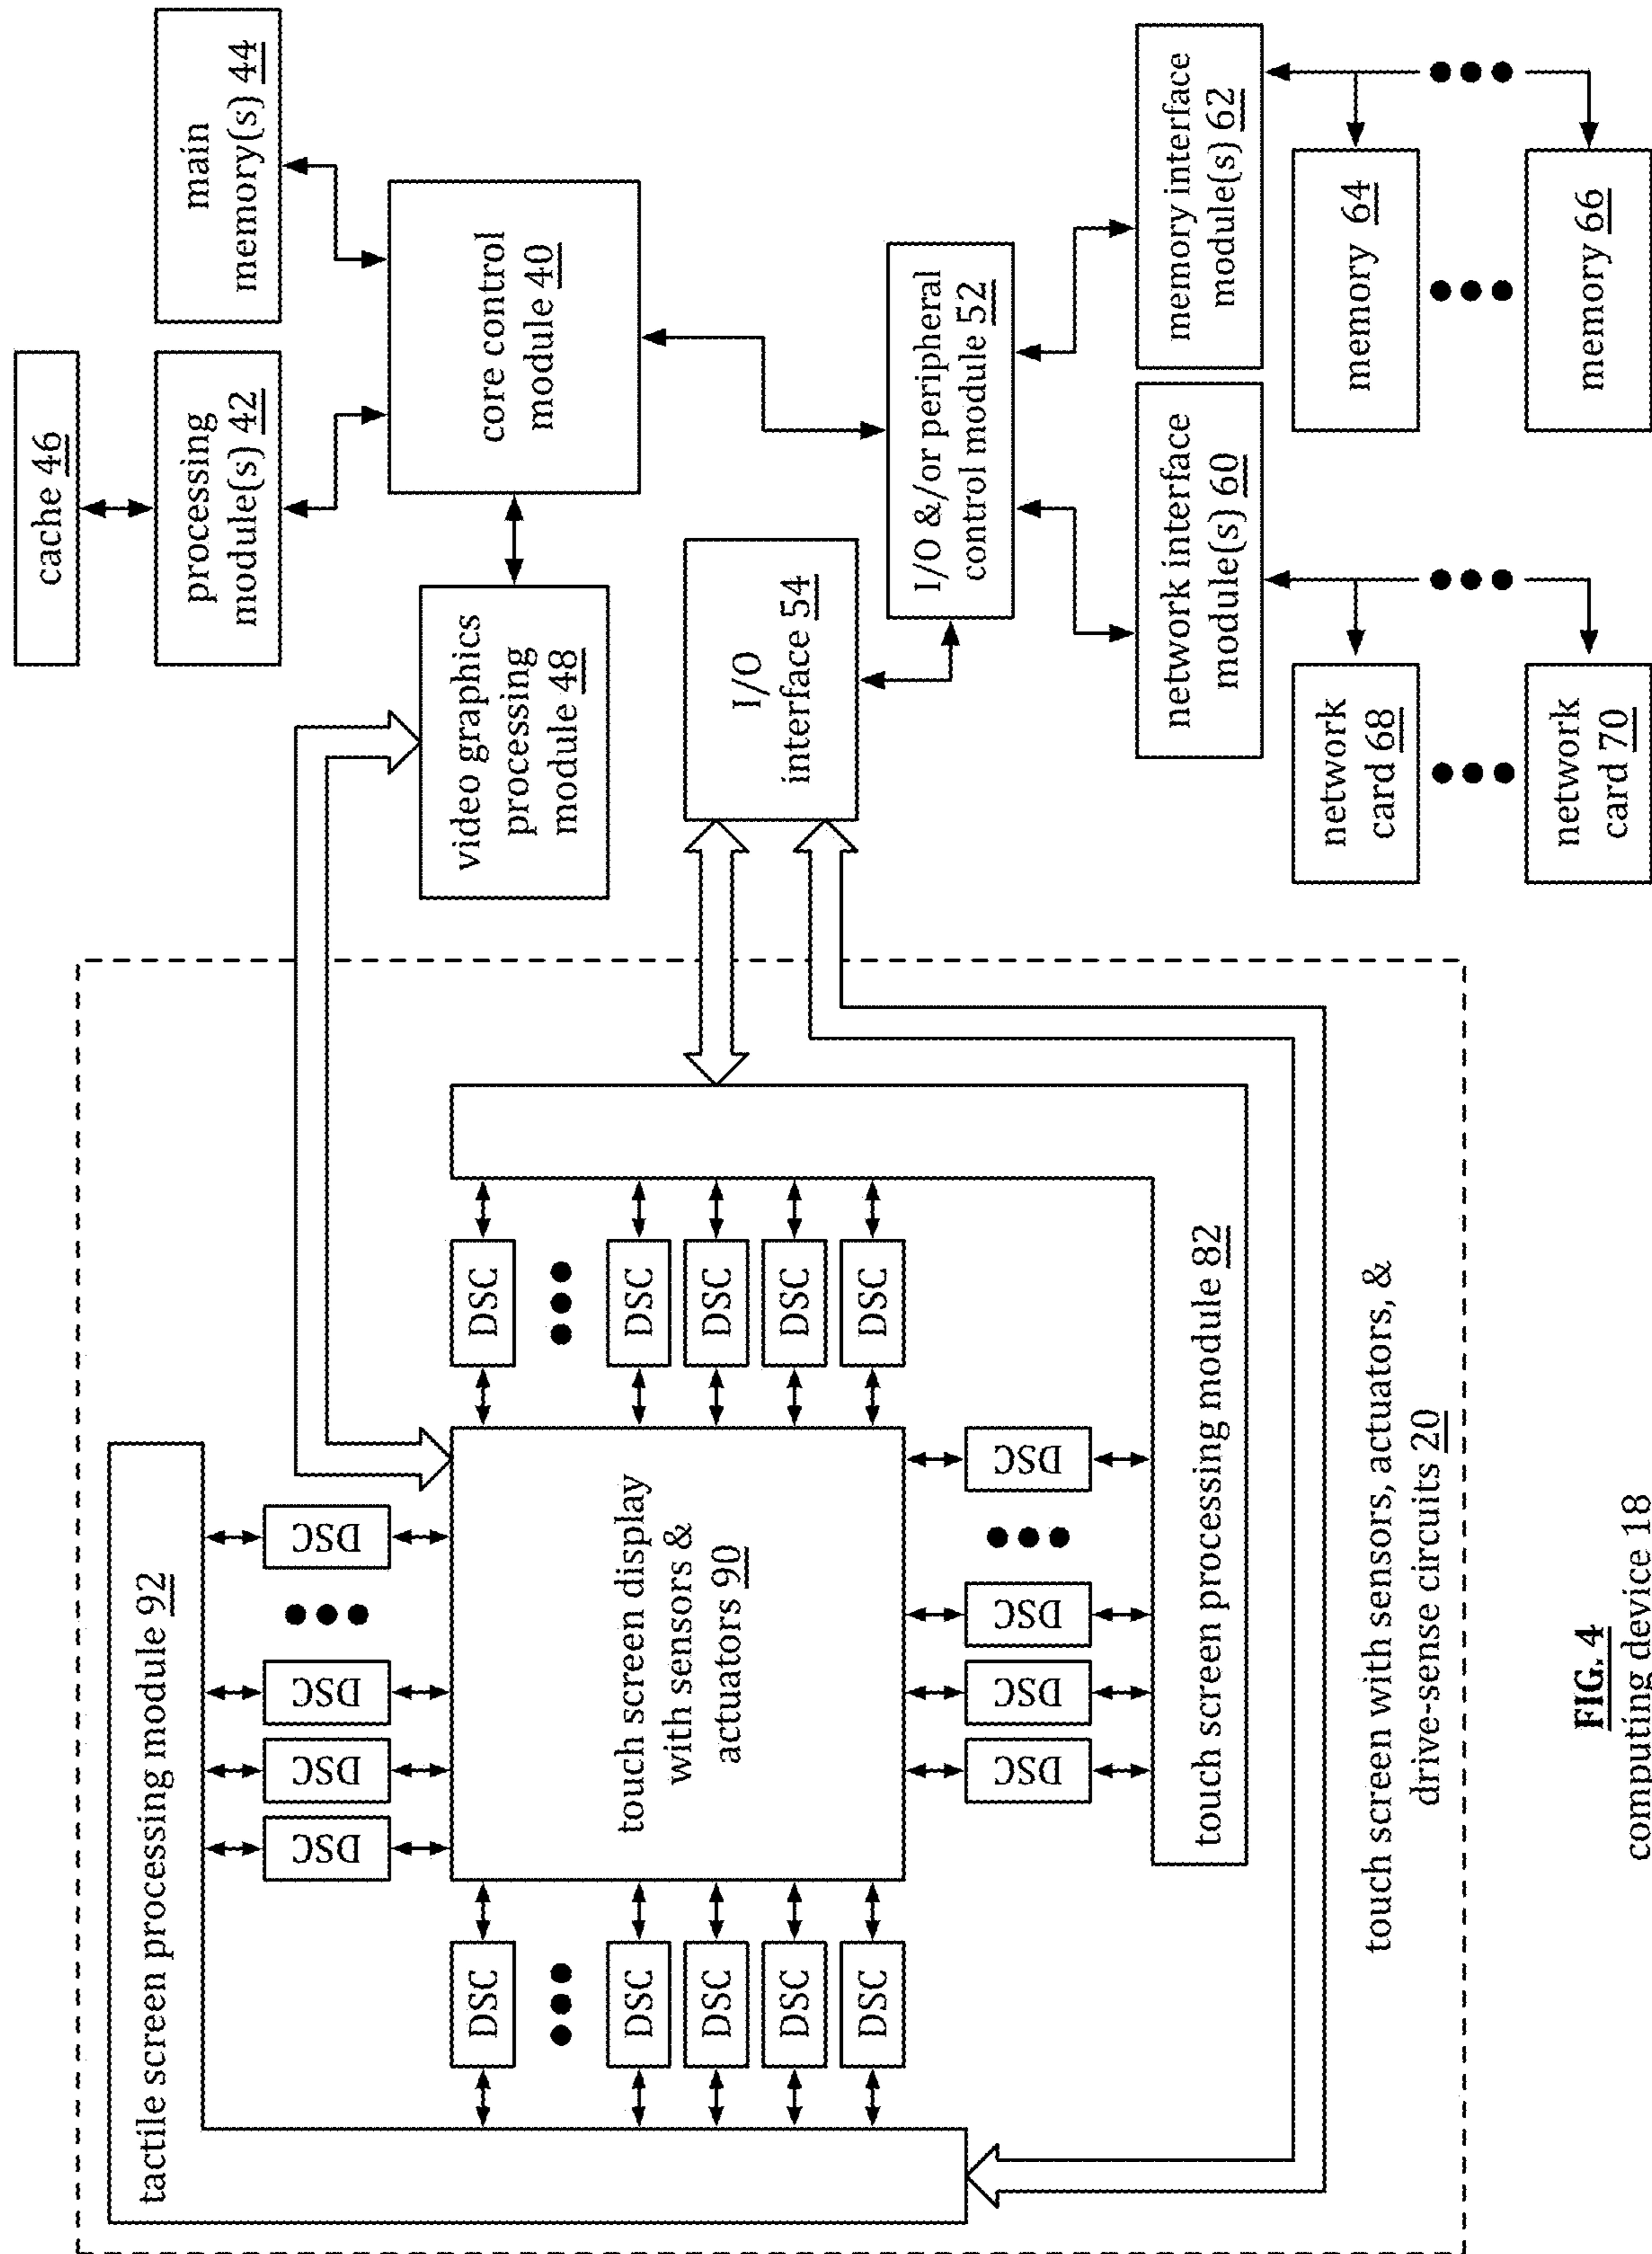 tactile screen processing module 92
DSC
DSC
DSC
DSC
DSC
DSC
DSC
DSC
DSC
touch screen display
with sensors &
actuators 90
DSC
DSC
DSC
DSC
DSC
DSC
DSC
DSC
DSC
touch screen processing module 82
touch screen with sensors, actuators, &
drive-sense circuits 20
cache 46
processing
module(s) 42
main
memory(s) 44
core control
module 40
video graphics
processing
module 48
I/O
interface 54
I/O &/or peripheral
control module 52
network interface
module(s) 60
memory interface
module(s) 62
network
card 68
memory 64
network
card 70
memory 66
FIG. 4
computing device 18